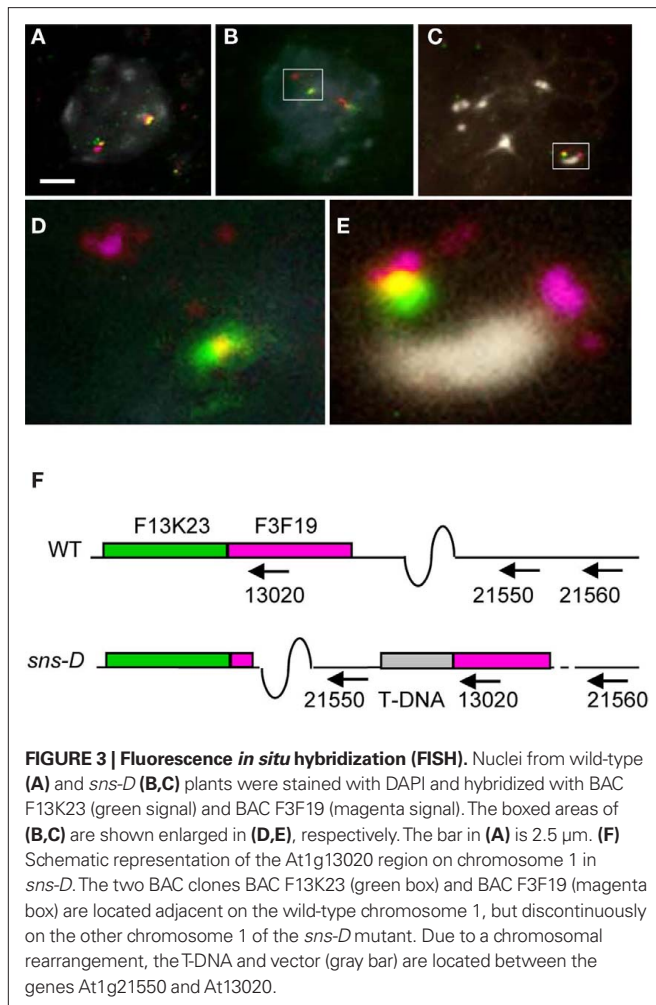 A
B
C
D
E
F
F13K23 F3F19
WT
13020 21550 21560
sns-D
21550 T-DNA 13020 21560
FIGURE 3 | Fluorescence in situ hybridization (FISH). Nuclei from wild-type
(A) and sns-D (B,C) plants were stained with DAPI and hybridized with BAC
F13K23 (green signal) and BAC F3F19 (magenta signal). The boxed areas of
(B,C) are shown enlarged in (D,E), respectively. The bar in (A) is 2.5 μm. (F)
Schematic representation of the At1g13020 region on chromosome 1 in
sns-D. The two BAC clones BAC F13K23 (green box) and BAC F3F19 (magenta
box) are located adjacent on the wild-type chromosome 1, but discontinuously
on the other chromosome 1 of the sns-D mutant. Due to a chromosomal
rearrangement, the T-DNA and vector (gray bar) are located between the
genes At1g21550 and At13020.